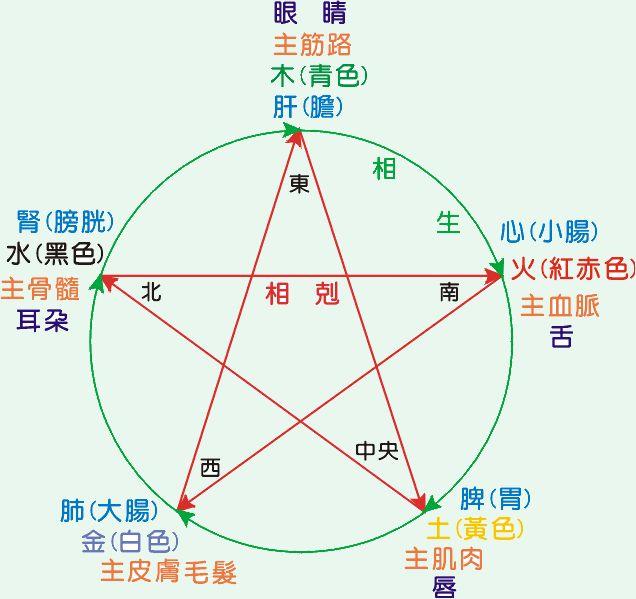 眼 睛
主筋路
木(青色)
肝(膽)
東
相
生
腎(膀胱)
水(黑色)
主骨髓
耳朵
北
相 剋
南
心(小腸)
火(紅赤色)
主血脈
舌
西
中央
肺(大腸)
金(白色)
主皮膚毛髮
脾(胃)
土(黃色)
主肌肉
唇